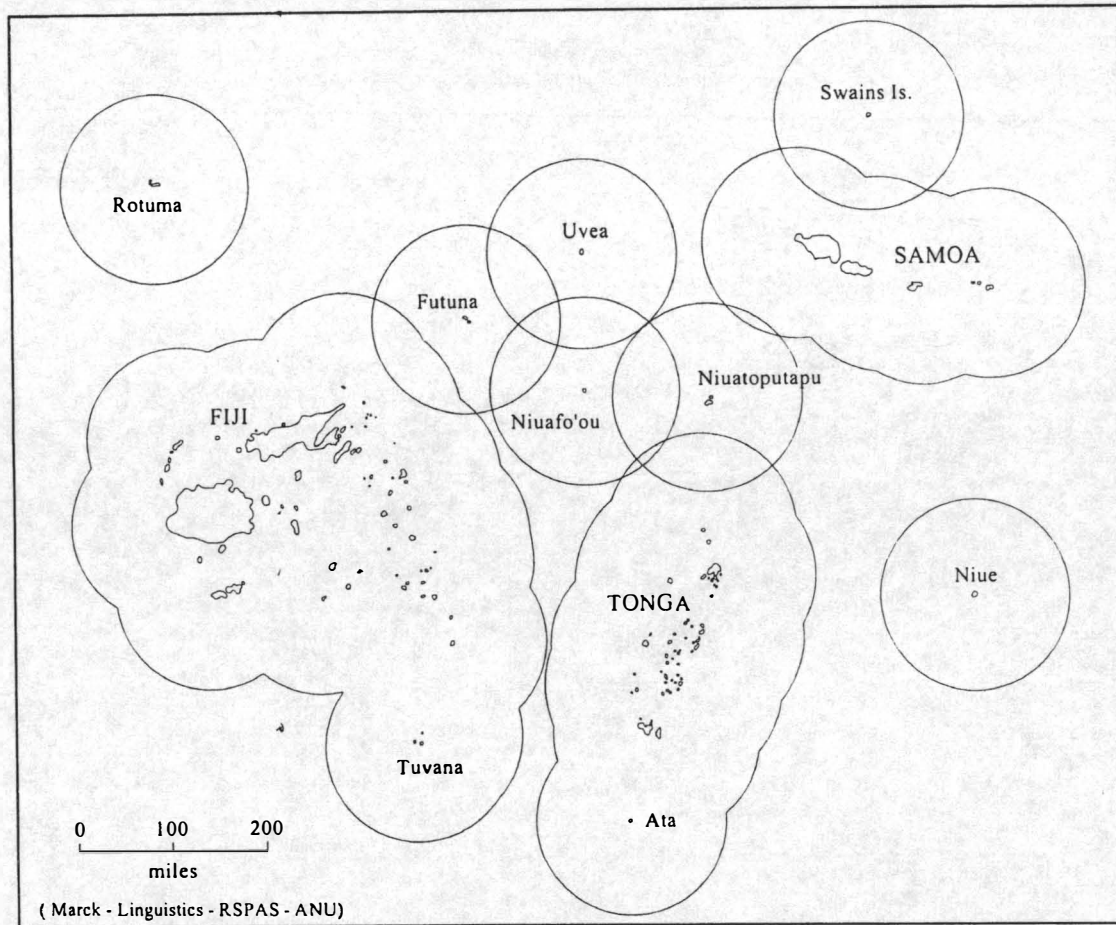 Swains Is.
Rotuma
Uvea
SAMOA
Futuna
Niuatoputapu
FIJI
Niuafo'ou
Niue
TONGA
Tuvana
Ata
0 100 200
miles
( Marck - Linguistics - RSPAS - ANU)